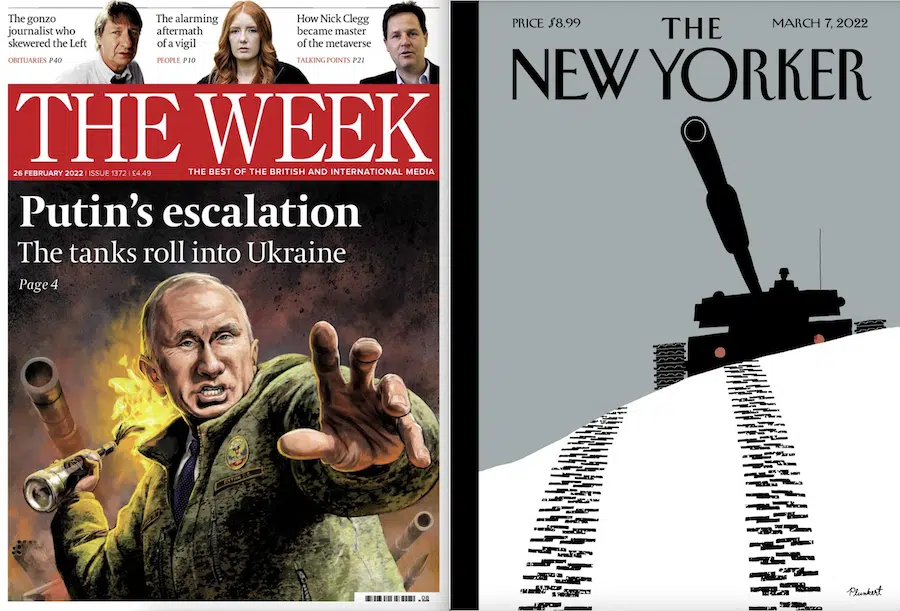 The gonzo
journalist who
skewered the Left
OBITUARIES P40
The alarming
aftermath
of a vigil
PEOPLE P10
How Nick Clegg
became master
of the metaverse
TALKING POINTS P21
THE WEEK
26 FEBRUARY 2022 | ISSUE 1372 | £4.49
THE BEST OF THE BRITISH AND INTERNATIONAL MEDIA
Putin's escalation
The tanks roll into Ukraine
Page 4
PRICE £8.99
THE
MARCH 7, 2022
NEW YORKER
Plunkert